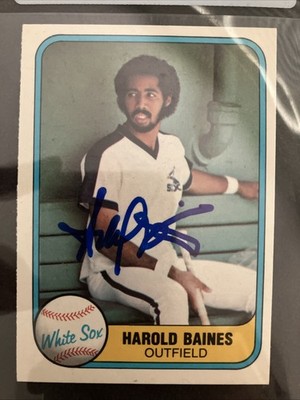 SOX
White Sox
HAROLD BAINES
OUTFIELD